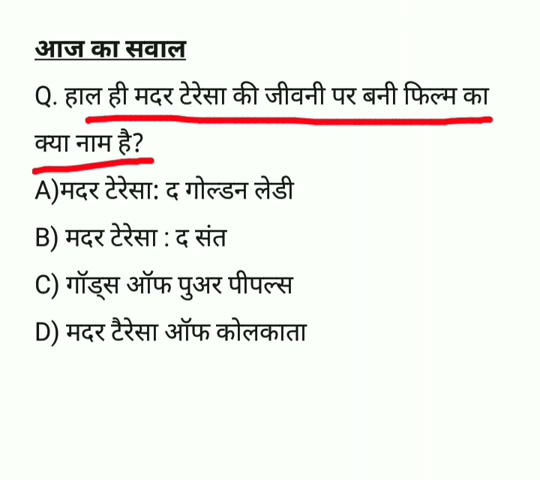 आज का सवाल
Q. हाल ही मदर टेरेसा की जीवनी पर बनी फिल्म का
क्या नाम है?
A)मदर टेरेसा: द गोल्डन लेडी
B) मदर टेरेसा : द संत
C) गॉड्स ऑफ पुअर पीपल्स
D) मदर टैरेसा ऑफ कोलकाता